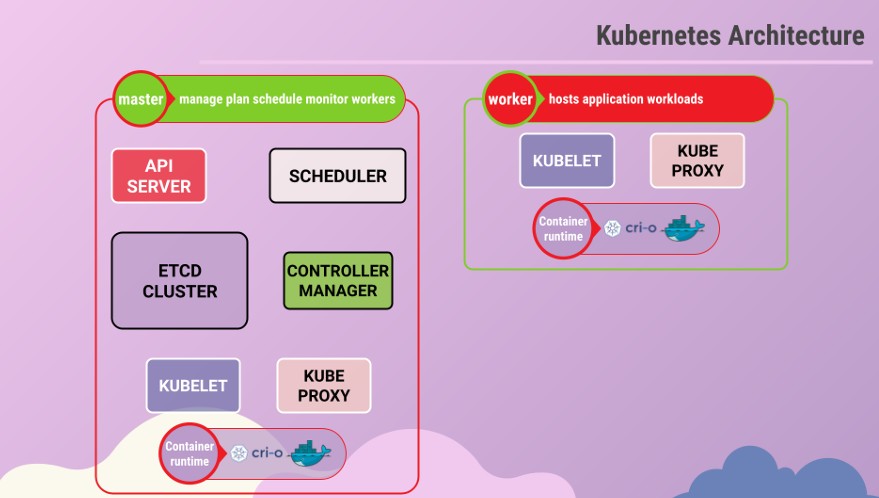 Kubernetes Architecture
master manage plan schedule monitor workers
API
SERVER
SCHEDULER
ETCD
CLUSTER
CONTROLLER
MANAGER
KUBELET
KUBE
PROXY
Container
runtime
cri-o
worker hosts application workloads
KUBELET
KUBE
PROXY
Container
runtime
cri-o